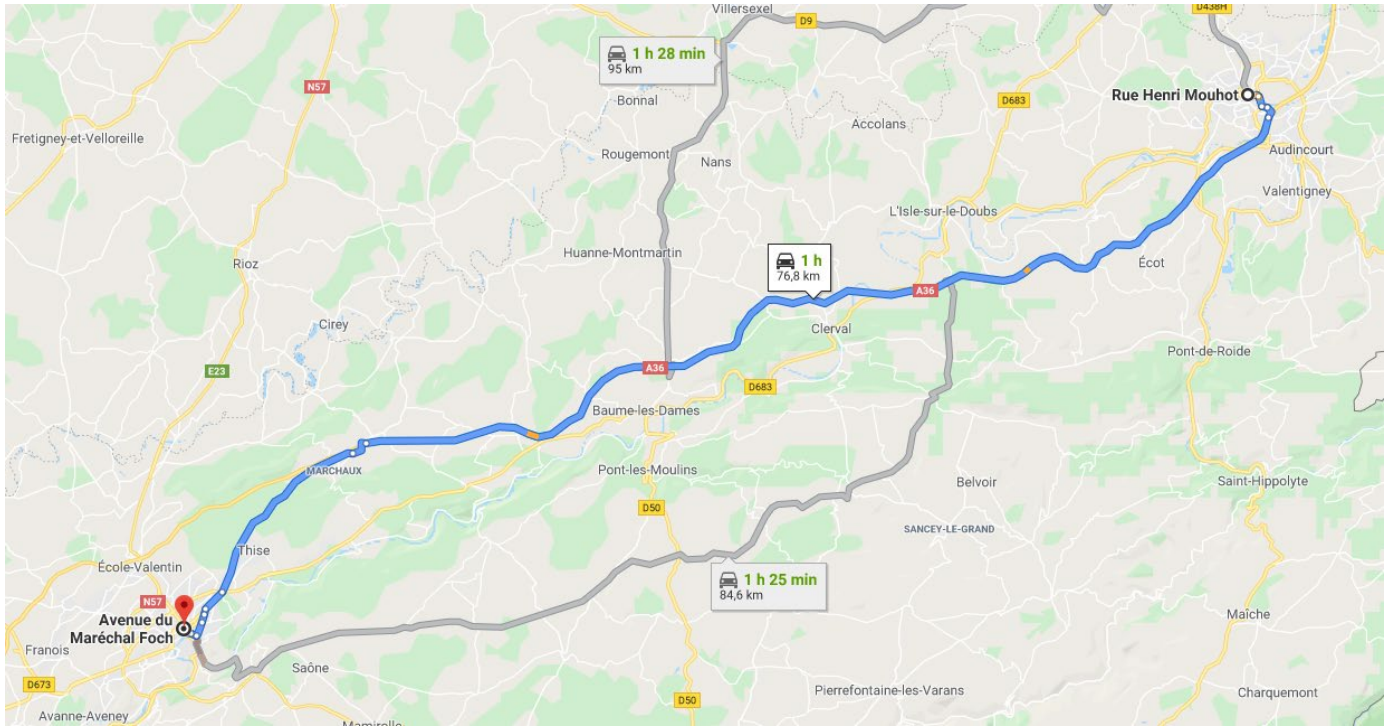 Villersexel
D9
D438H
1 h 28 min
95 km
N57
Bonnal
D683
Rue Henri Mouhot
Accolans
Fretigney-et-Velloreille
Rougemont
Nans
Audincourt
Valentigney
L'Isle-sur-le-Doubs
Huanne-Montmartin
Rioz
1 h
76,8 km
Écot
A36
Cirey
Clerval
Pont-de-Roide
E23
A36
D683
Baume-les-Dames
MARCHAUX
Pont-les-Moulins
Belvoir
Saint-Hippolyte
D50
SANCEY-LE-GRAND
Thise
École-Valentin
1 h 25 min
84,6 km
N57
Avenue du
Maréchal Foch
Maîche
Franois
Saône
D673
Pierrefontaine-les-Varans
Charquemont
D50
Avanne-Aveney
Mamirolle